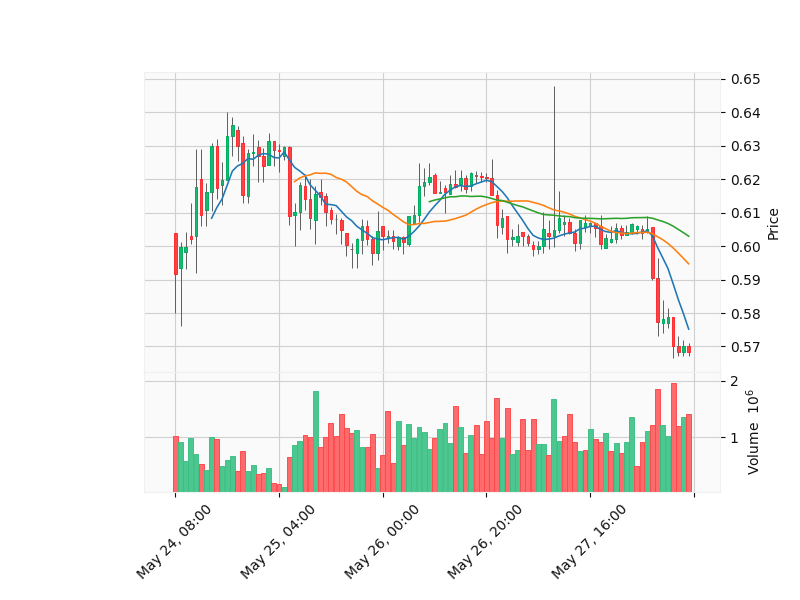 0.65
0.64
0.63
0.62
0.61
0.60
0.59
0.58
0.57
Price
2
1
Volume 10^6
May 24, 08:00
May 25, 04:00
May 26, 00:00
May 26, 20:00
May 27, 16:00